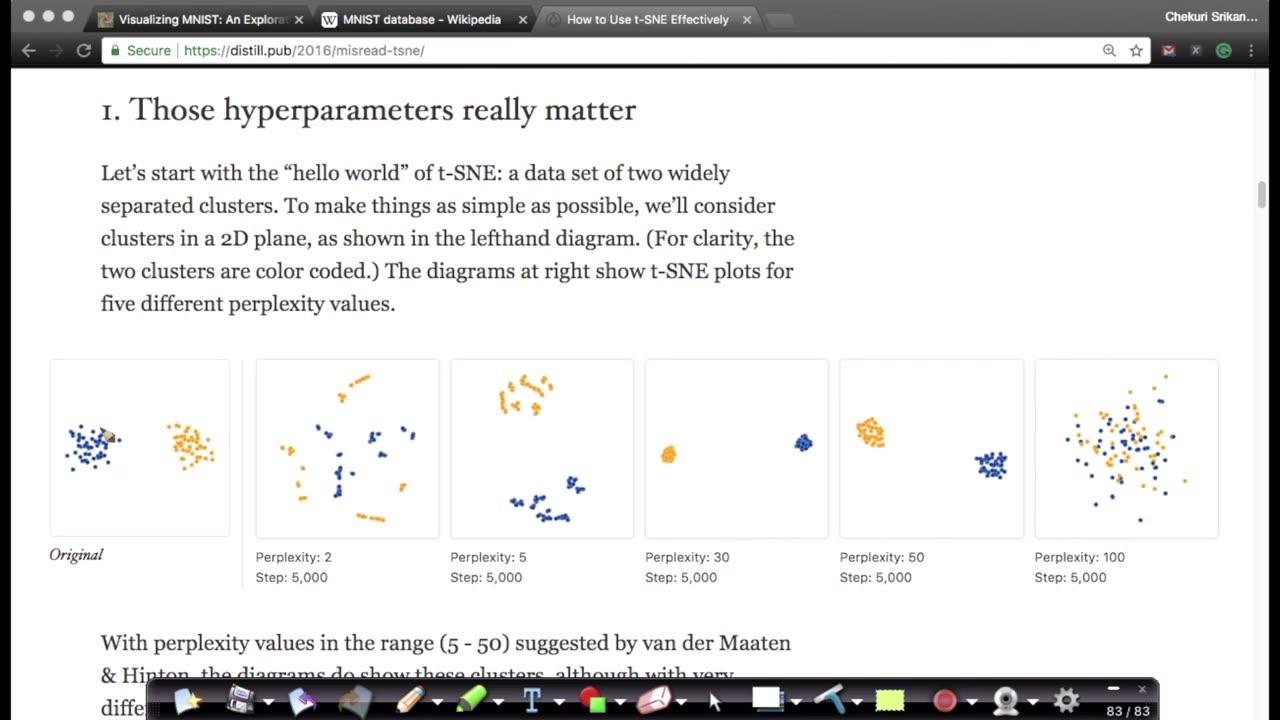 Visualizing MNIST: An Explorat
MNIST database - Wikipedia
How to Use t-SNE Effectively
Chekuri Srikan...
Secure
https://distill.pub/2016/misread-tsne/
1. Those hyperparameters really matter
Let’s start with the “hello world” of t-SNE: a data set of two widely
separated clusters. To make things as simple as possible, we’ll consider
clusters in a 2D plane, as shown in the lefthand diagram. (For clarity, the
two clusters are color coded.) The diagrams at right show t-SNE plots for
five different perplexity values.
Original
Perplexity: 2
Step: 5,000
Perplexity: 5
Step: 5,000
Perplexity: 30
Step: 5,000
Perplexity: 50
Step: 5,000
Perplexity: 100
Step: 5,000
With perplexity values in the range (5 - 50) suggested by van der Maaten
& Hinton, the diagrams do show these clusters, although with very
diffe
83 / 83